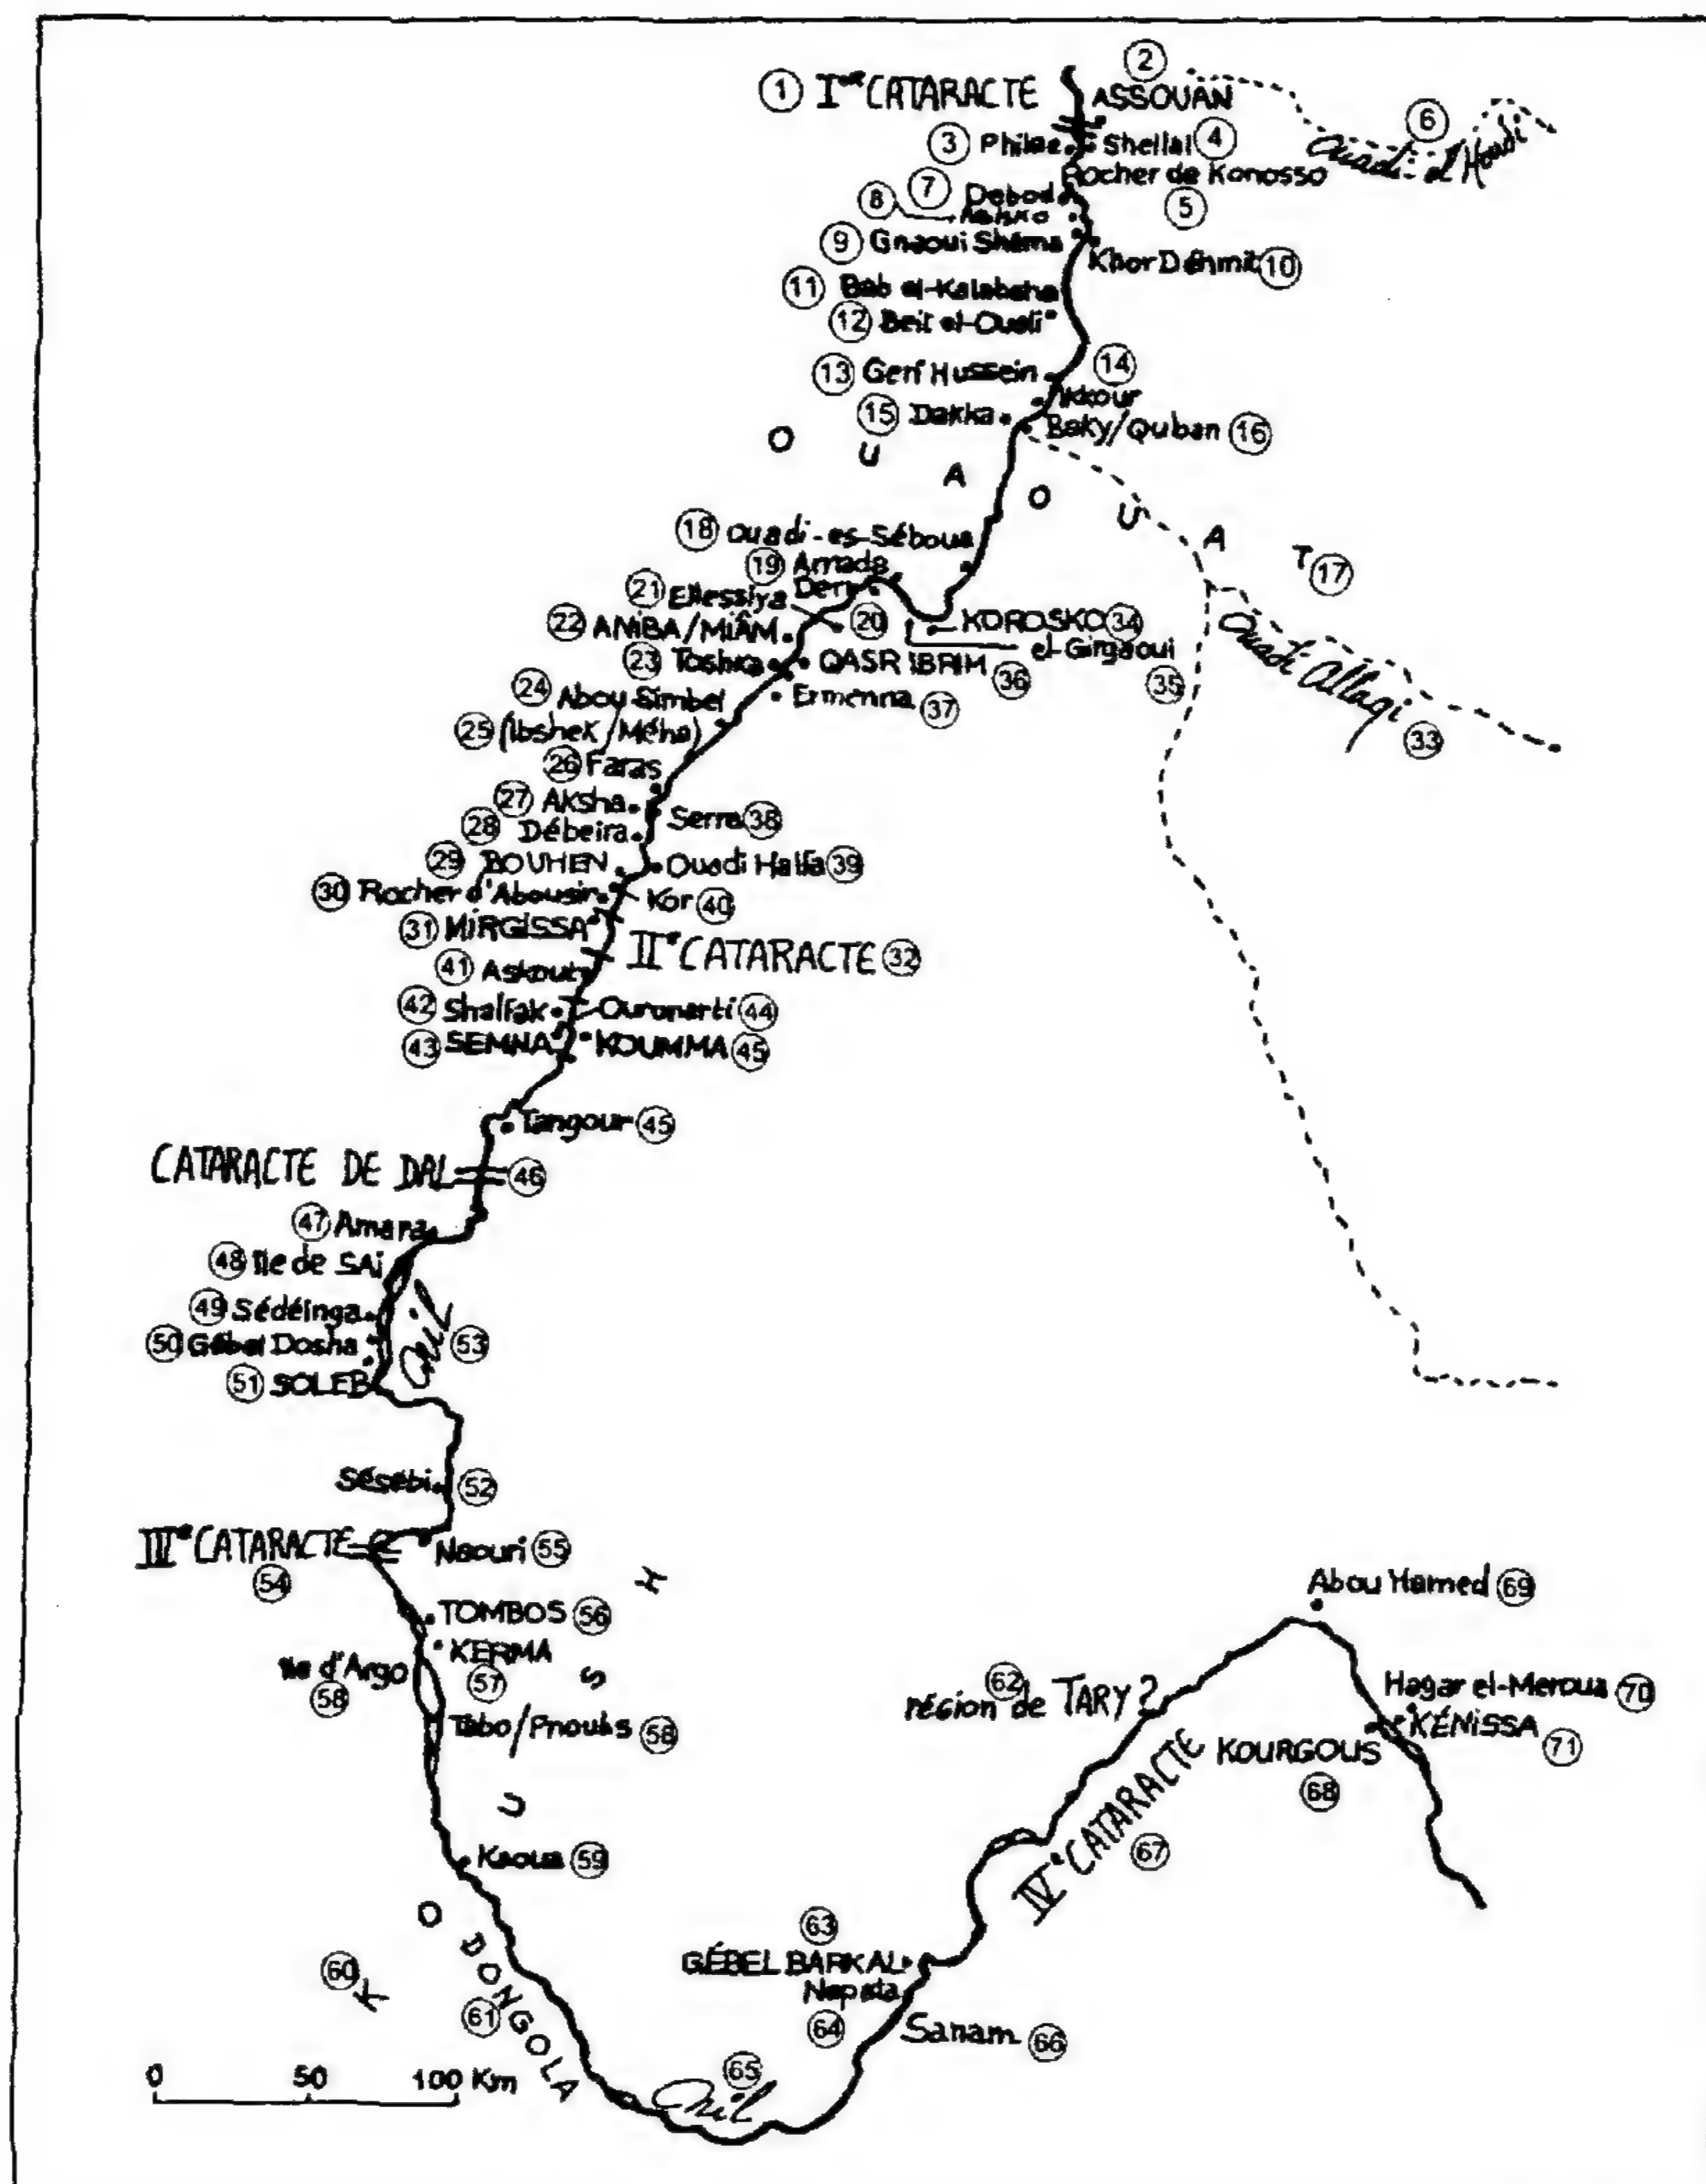 ① Iere CATARACTE
② ASSOUAN
③ Philae
Shellal ④
Rocher de Konosso
⑤
⑥ Ouadi-el Houdi
⑦ Debod
⑧
⑨ Gnaoui Shéma
Khor Dehmit ⑩
⑪ Bab el-Kalabsha
⑫ Beit el-Ouali
⑬ Gerf Hussein
⑭ Akkour
⑮ Dakka
Baky/Quban ⑯
OUAOUAT ⑰
⑱ Ouadi-es-Séboua
⑲ Amada
Derr ⑳
㉑ Ellessiya
㉒ ANIBA/MIÂM
KOROSKO ㉞
el-Girgaoui
㉟
㉓ Toshka
QASR IBRIM ㊱
Ouadi Allaqi
㉝
㉔ Abou Simbel
Ermenna ㊲
㉕ (Ibshek/Méha)
㉖ Faras
㉗ Aksha
Serra ㊳
㉘ Débeira
㉙ BOUHEN
Ouadi Halfa ㊴
㉚ Rocher d'Abousir
Kor ㊵
㉛ MIRGISSA
IIe CATARACTE ㉜
㊶ Askout
㊷ Shalfak
Ouronarti ㊹
㊸ SEMNA
KOUMMA ㊺
Tangour ㊺
CATARACTE DE DAL ㊻
㊼ Amara
㊽ Ile de SAÏ
㊾ Sédéinga
㊿ Gébel Dosha
Nil 53
51 SOLEB
Sésébi 52
IIIe CATARACTE
54
Naouri 55
TOMBOS 56
KERMA
57
Ile d'Argo
58
Tabo/Pnoubs 58
Kaoua 59
60 KOUSH
DONGOLA
61
62
région de TARY?
63
GÉBEL BARKAL
Napata
64
Nil 65
Sanam 66
IVe CATARACTE
67
KOURGOUS
68
Abou Hamed 69
Hagar el-Meroua 70
KÉNISSA
71
0 50 100 Km